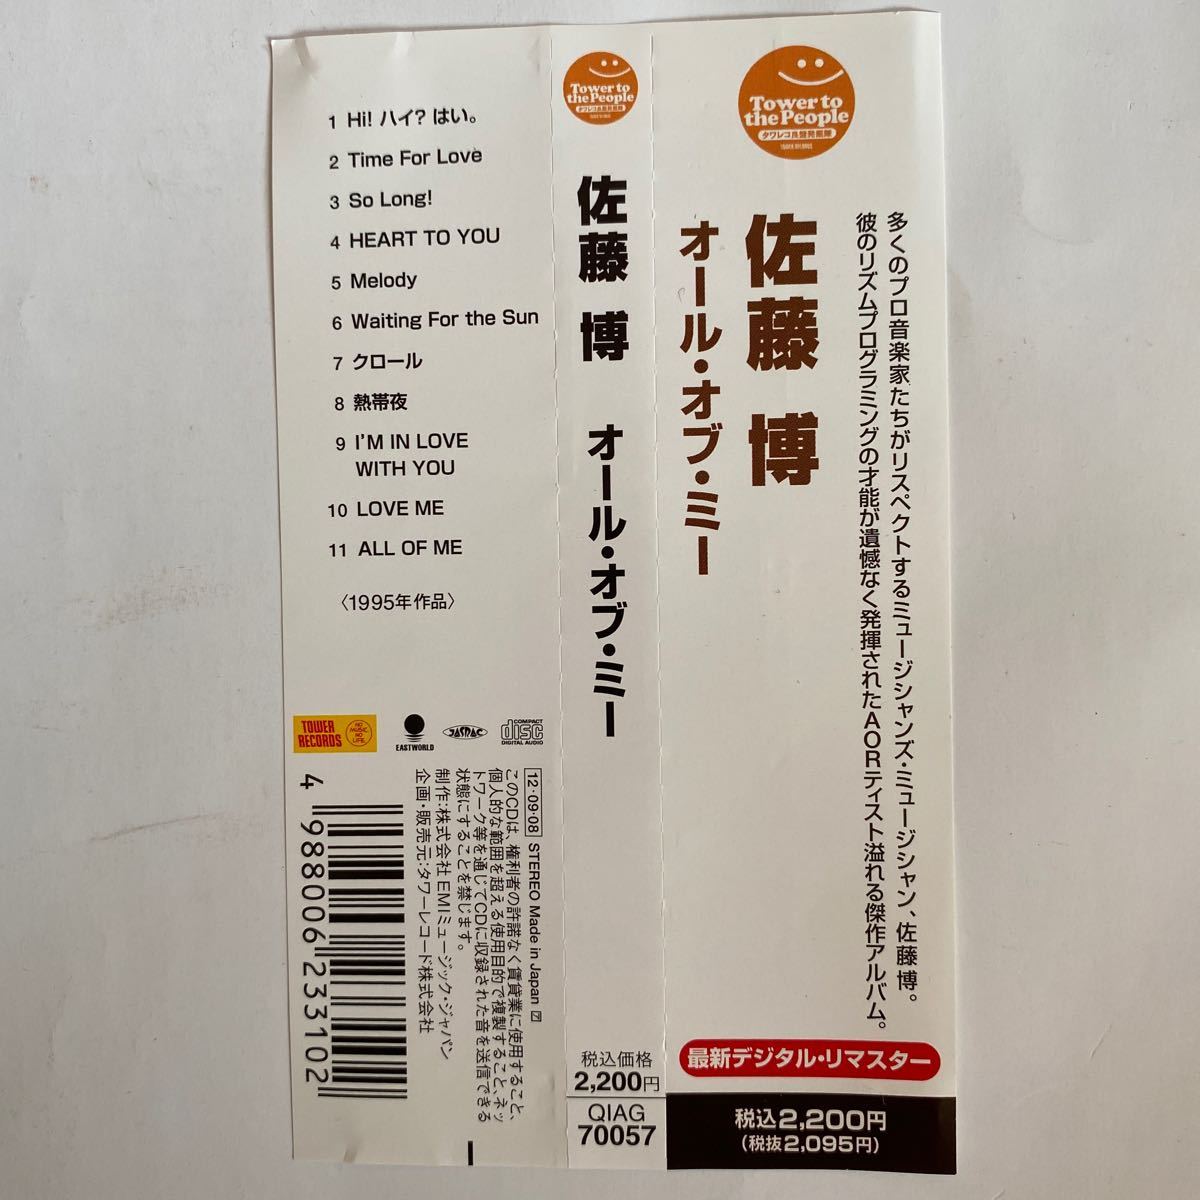 Tower to
the People
タワレコ良盤発掘隊
TOWER RECORDS
多くのプロ音楽家たちがリスペクトするミュージシャンズ・ミュージシャン、佐藤博。
彼のリズムプログラミングの才能が遺憾なく発揮されたAORテイスト溢れる傑作アルバム。
佐藤 博
オール・オブ・ミー
最新デジタル・リマスター
税込2,200円
(税抜2,095円)
Tower to
the People
タワレコ良盤発掘隊
TOWER RECORDS
佐藤 博 オール・オブ・ミー
税込価格
2,200円
QIAG
70057
1 Hi! ハイ? はい。
2 Time For Love
3 So Long!
4 HEART TO YOU
5 Melody
6 Waiting For the Sun
7 クロール
8 熱帯夜
9 I'M IN LOVE
WITH YOU
10 LOVE ME
11 ALL OF ME
〈1995年作品〉
TOWER
RECORDS
NO
MUSIC
NO
LIFE.
EASTWORLD
JASRAC
COMPACT
disc
DIGITAL AUDIO
12・09・08 STEREO Made in Japan 7
このCDは、権利者の許諾なく賃貸業に使用すること、
個人的な範囲を超える使用目的で複製すること、ネッ
トワーク等を通じてCDに収録された音を送信できる
状態にすることを禁じます。
制作:株式会社EMIミュージック・ジャパン
企画・販売元:タワーレコード株式会社
4 988006 233102